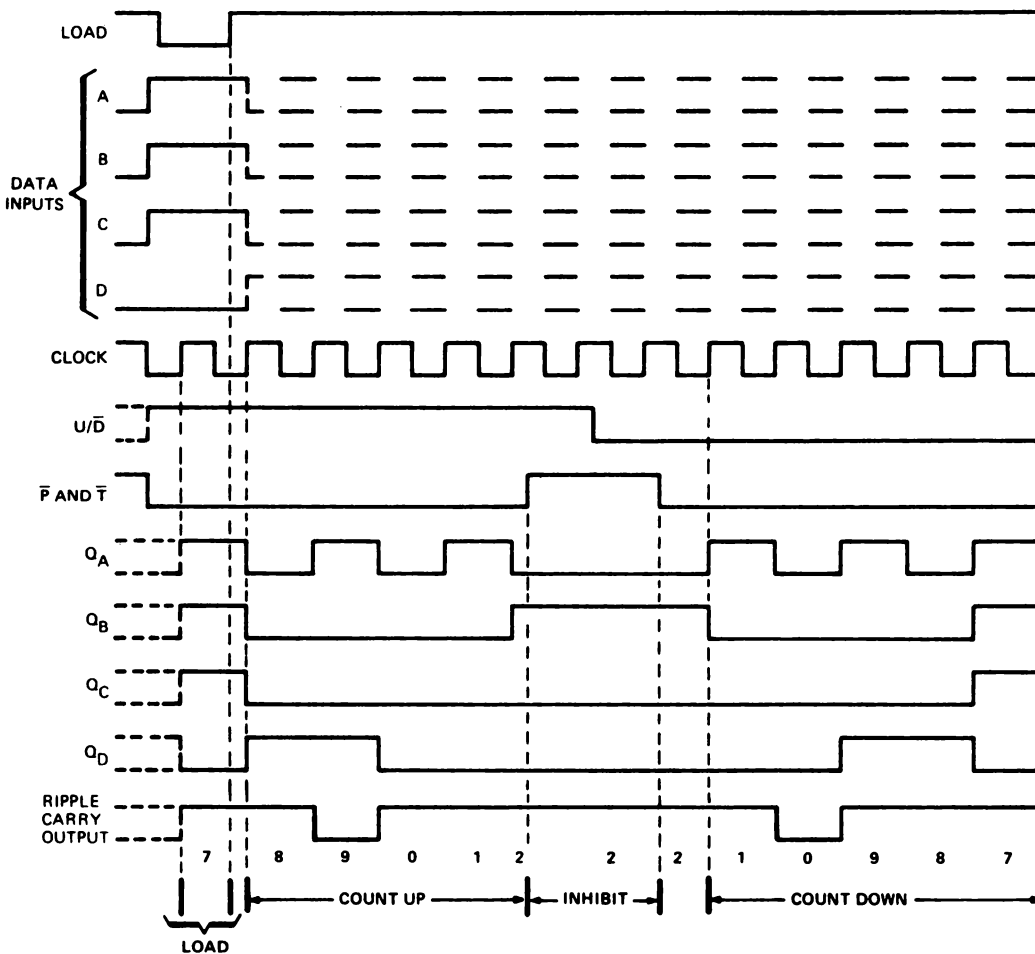 LOAD
A
B
DATA
INPUTS
C
D
CLOCK
U/D̅
P̅ AND T̅
QA
QB
QC
QD
RIPPLE
CARRY
OUTPUT
7 8 9 0 1 2 2 2 1 0 9 8 7
COUNT UP INHIBIT COUNT DOWN
LOAD